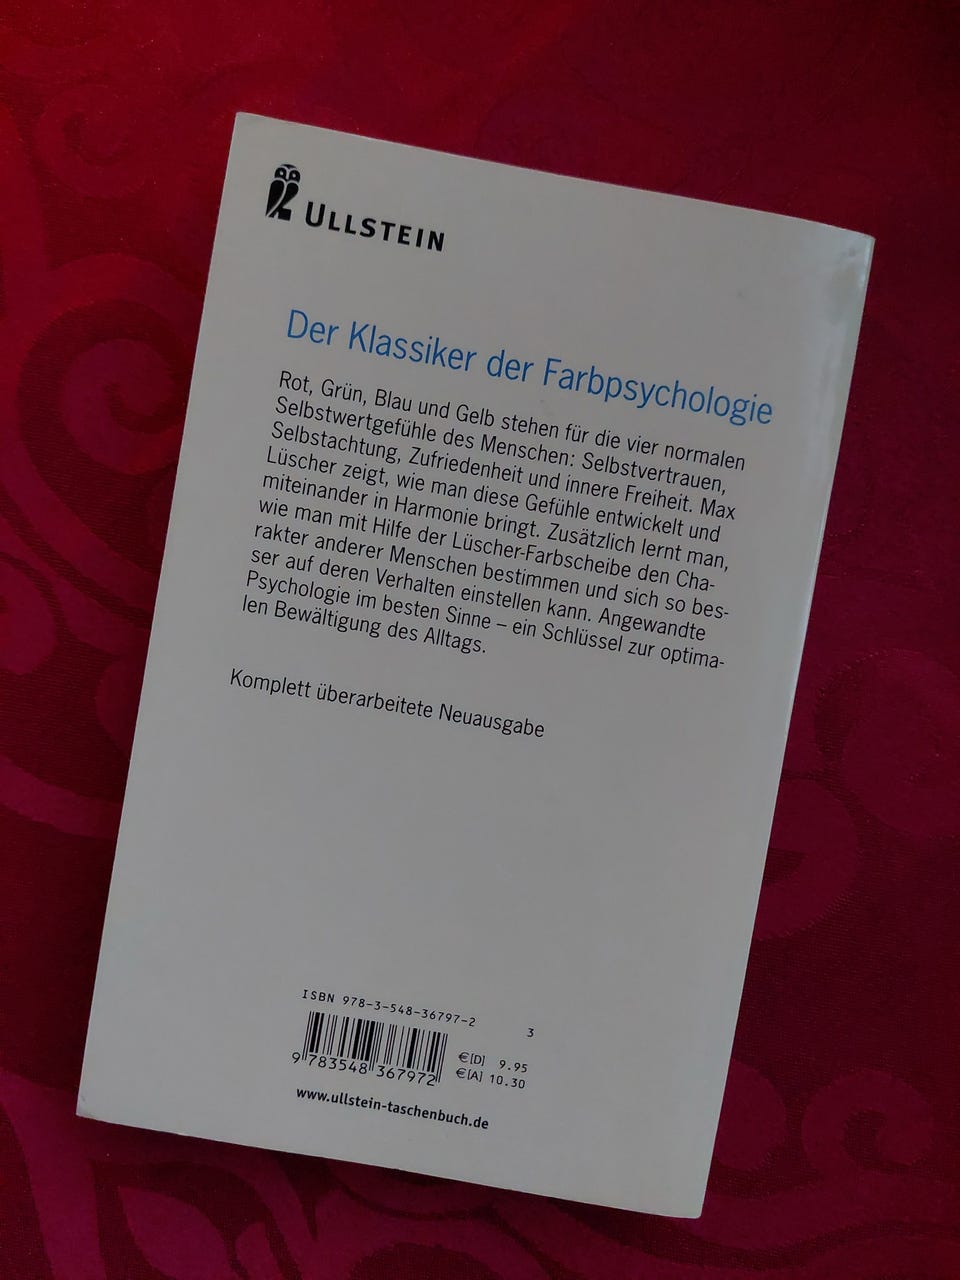 ULLSTEIN
Der Klassiker der Farbpsychologie
Rot, Grün, Blau und Gelb stehen für die vier normalen
Selbstwertgefühle des Menschen: Selbstvertrauen,
Selbstachtung, Zufriedenheit und innere Freiheit. Max
Lüscher zeigt, wie man diese Gefühle entwickelt und
miteinander in Harmonie bringt. Zusätzlich lernt man,
wie man mit Hilfe der Lüscher-Farbscheibe den Cha-
rakter anderer Menschen bestimmen und sich so bes-
ser auf deren Verhalten einstellen kann. Angewandte
Psychologie im besten Sinne – ein Schlüssel zur optima-
len Bewältigung des Alltags.
Komplett überarbeitete Neuausgabe
ISBN 978-3-548-36797-2
3
9 783548 367972
€[D] 9.95
€[A] 10.30
www.ullstein-taschenbuch.de